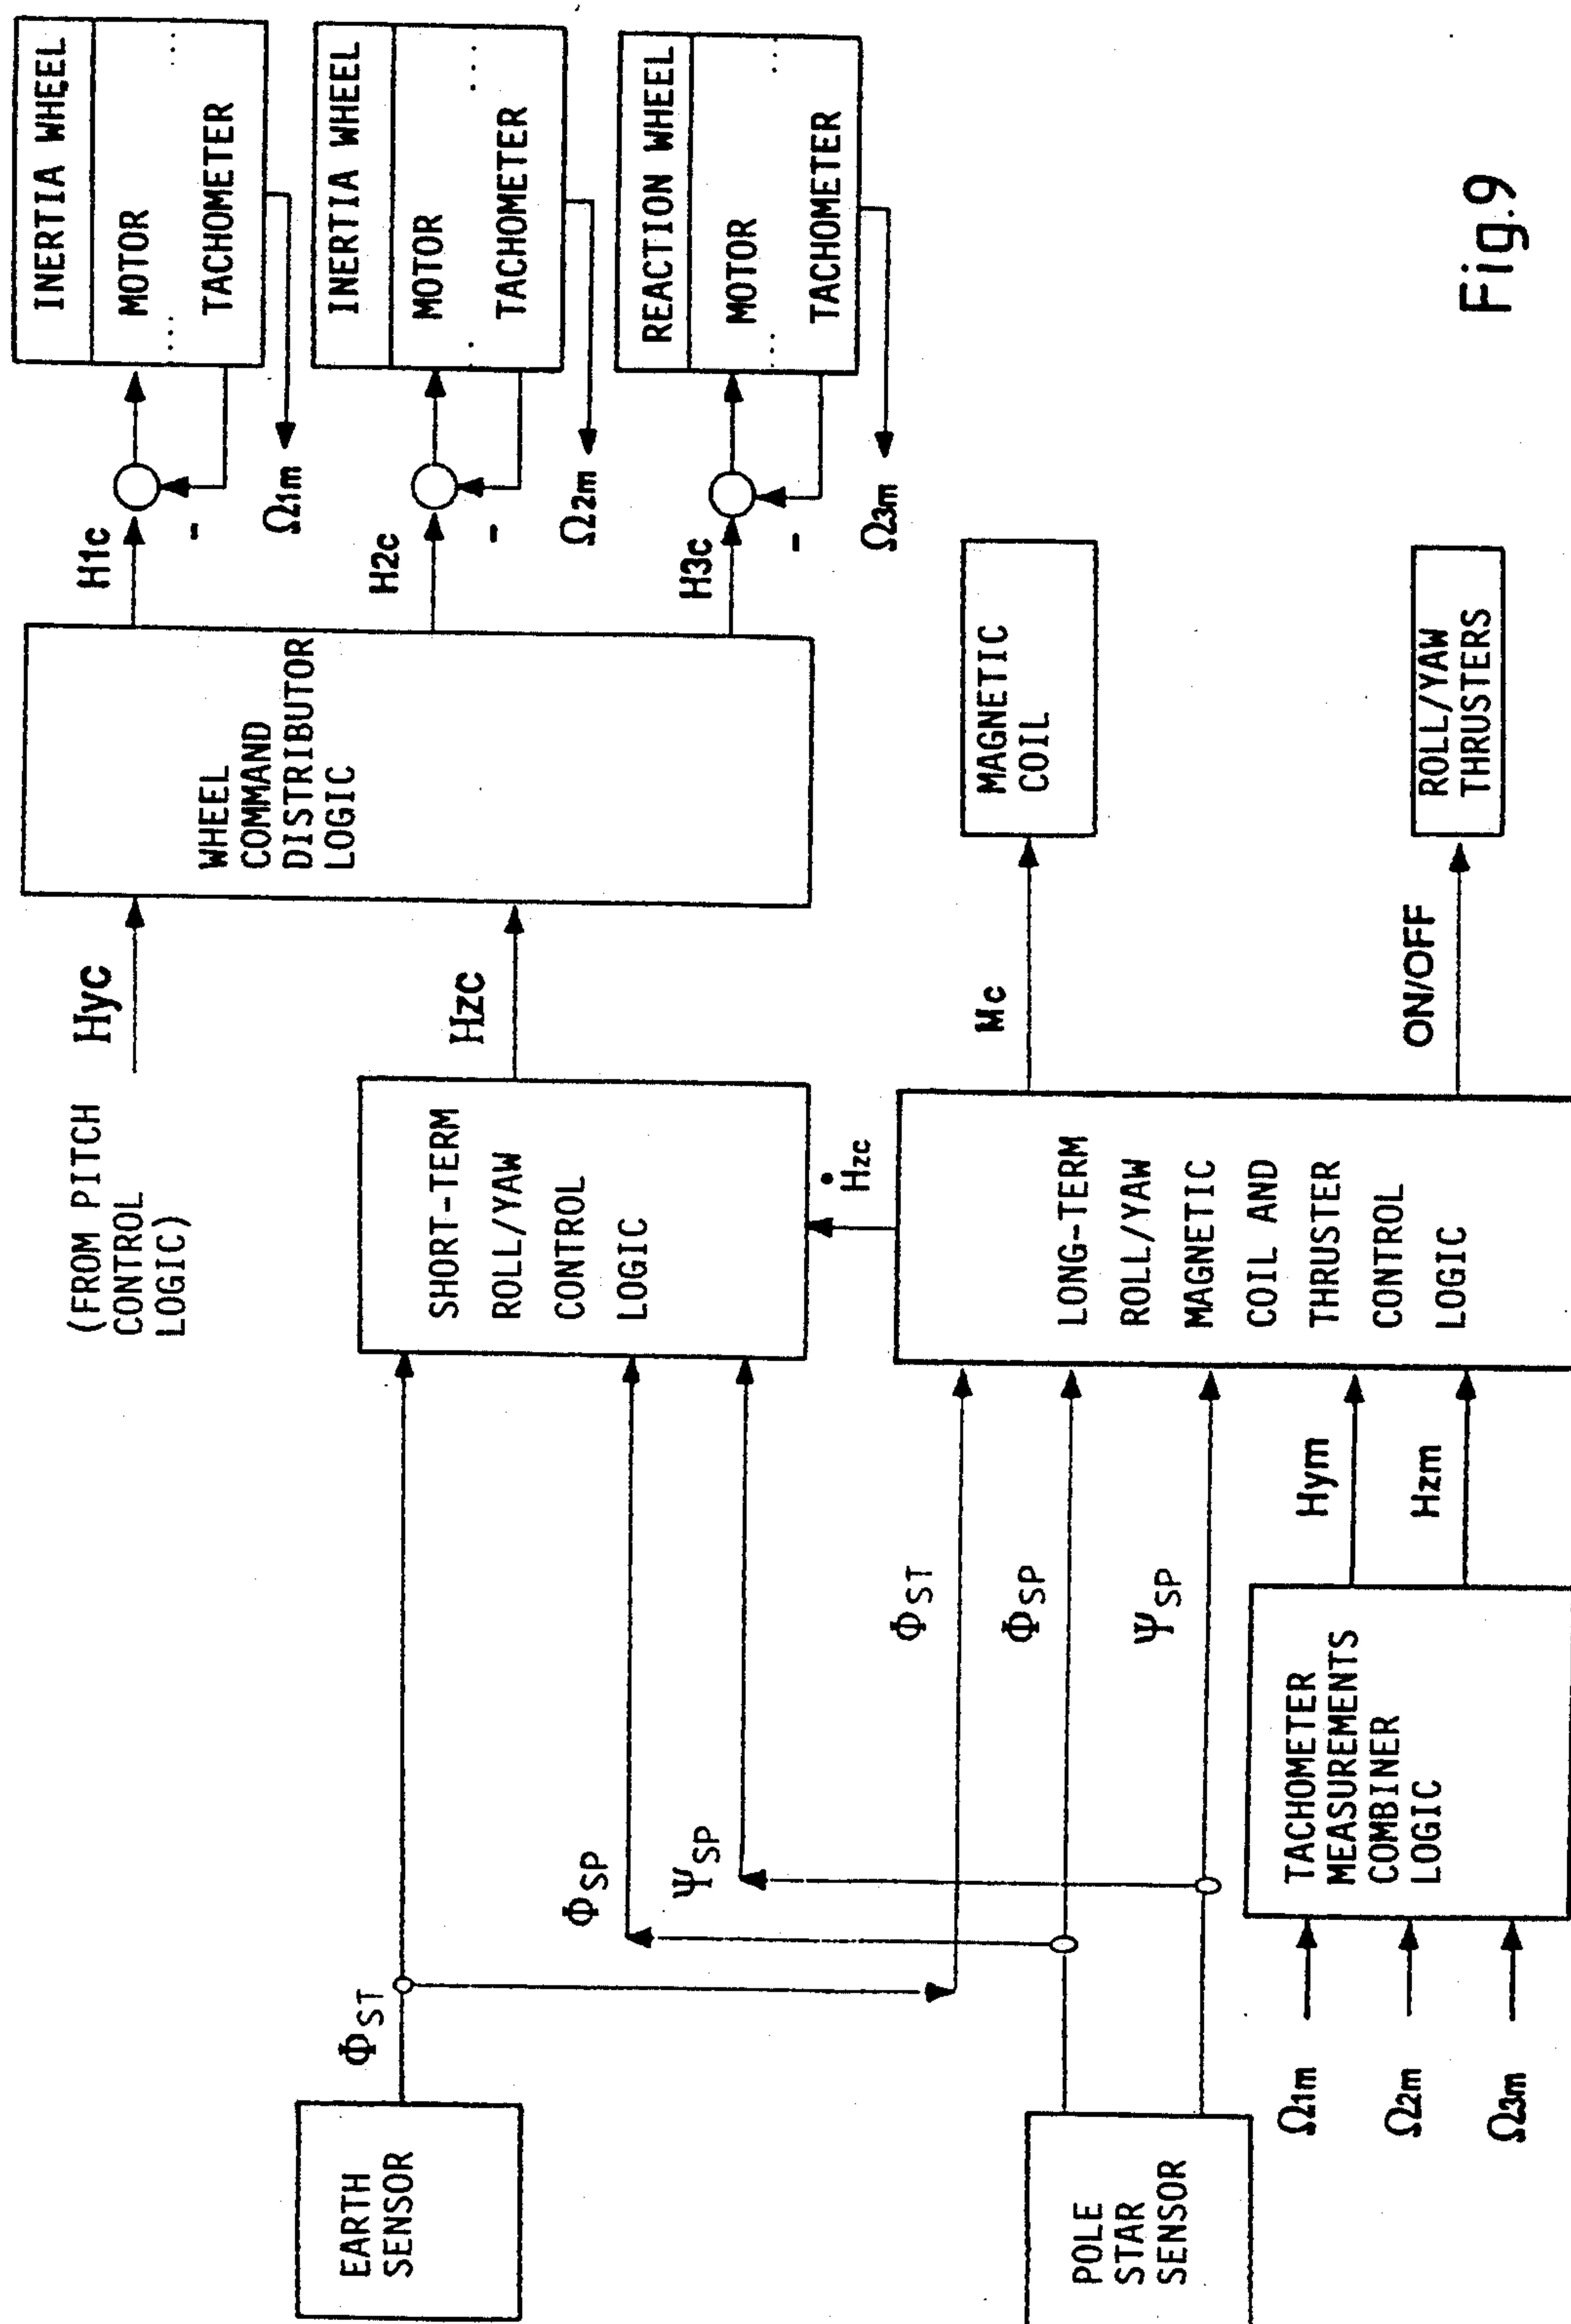 EARTH
SENSOR
ΦST
ΦSP
ΨSP
POLE
STAR
SENSOR
ΦST
ΦSP
ΨSP
Ω1m
Ω2m
Ω3m
TACHOMETER
MEASUREMENTS
COMBINER
LOGIC
Hym
Hzm
(FROM PITCH
CONTROL
LOGIC)
Hyc
SHORT-TERM
ROLL/YAW
CONTROL
LOGIC
Hzc
Ḣzc
LONG-TERM
ROLL/YAW
MAGNETIC
COIL AND
THRUSTER
CONTROL
LOGIC
Mc
ON/OFF
MAGNETIC
COIL
ROLL/YAW
THRUSTERS
WHEEL
COMMAND
DISTRIBUTOR
LOGIC
H1c
-
Ω1m
INERTIA WHEEL
MOTOR
... ...
TACHOMETER
H2c
-
Ω2m
INERTIA WHEEL
MOTOR
. ...
TACHOMETER
H3c
-
Ω3m
REACTION WHEEL
MOTOR
... ...
TACHOMETER
Fig.9